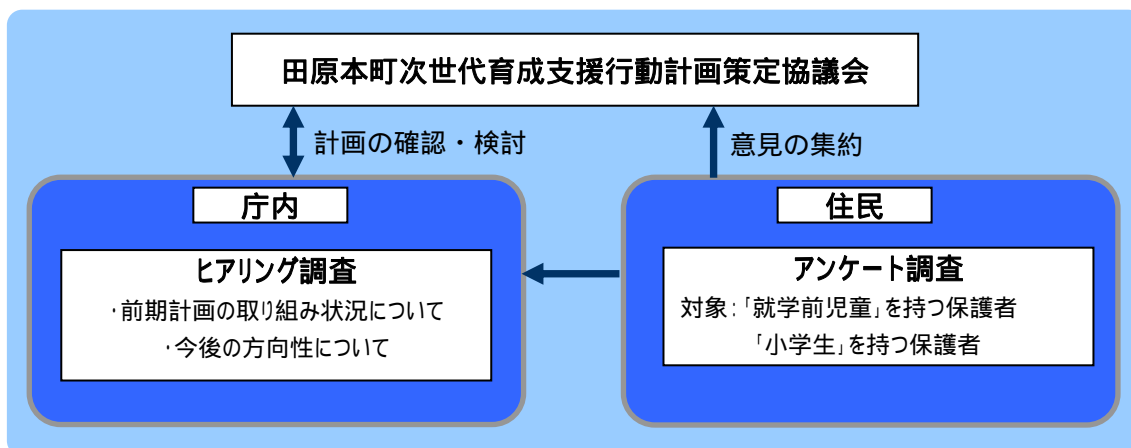 田原本町次世代育成支援行動計画策定協議会
計画の確認・検討
意見の集約
庁内
ヒアリング調査
・前期計画の取り組み状況について
・今後の方向性について
住民
アンケート調査
対象：「就学前児童」を持つ保護者
「小学生」を持つ保護者